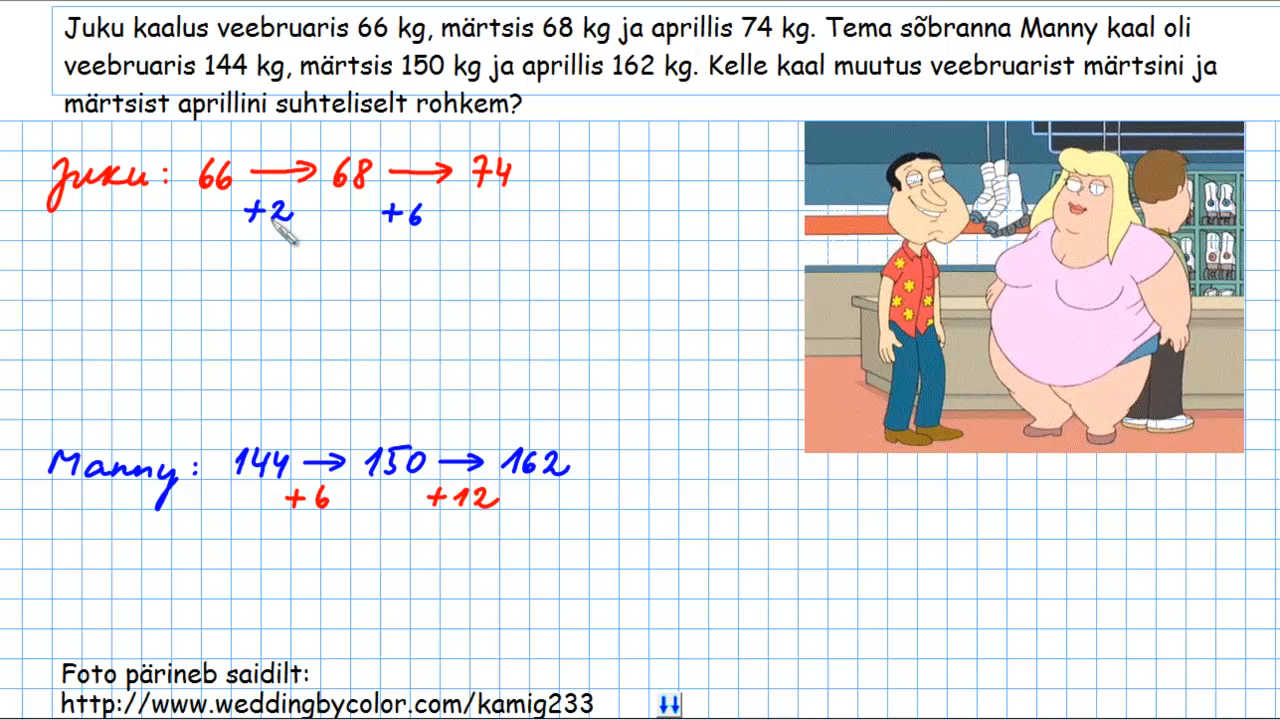 Juku kaalus veebruaris 66 kg, märtsis 68 kg ja aprillis 74 kg. Tema sõbranna Manny kaal oli
veebruaris 144 kg, märtsis 150 kg ja aprillis 162 kg. Kelle kaal muutus veebruarist märtsini ja
märtsist aprillini suhteliselt rohkem?
Juku: 66 → 68 → 74
+2 +6
Manny: 144 → 150 → 162
+6 +12
Foto pärineb saidilt:
http://www.weddingbycolor.com/kamig233